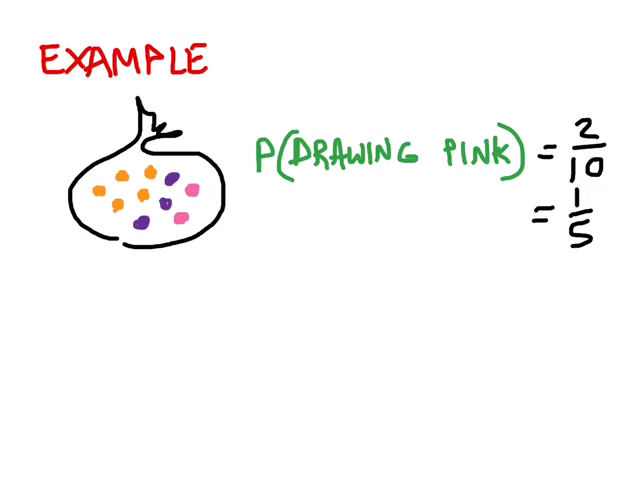 EXAMPLE
P(DRAWING PINK) = 2/10
= 1/5